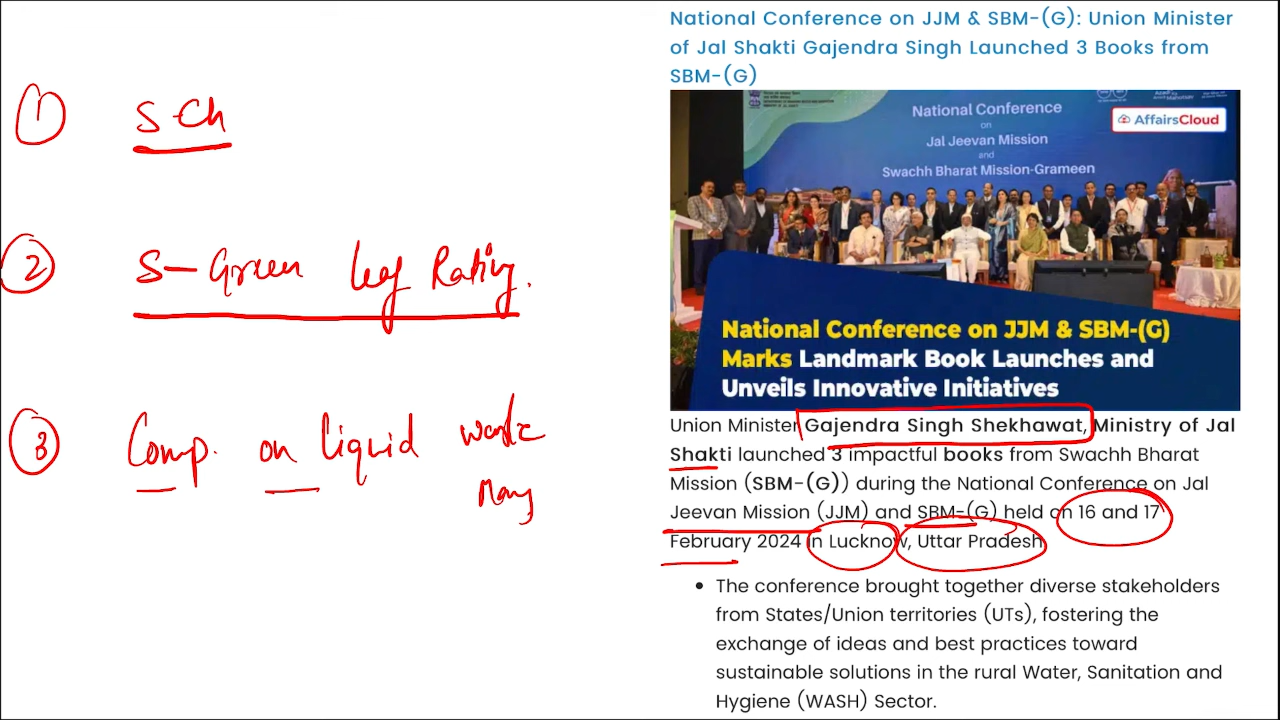 ① S-Ch
② S-Green leaf Rating.
③ Comp. on liquid waste
Mang
National Conference on JJM & SBM-(G): Union Minister
of Jal Shakti Gajendra Singh Launched 3 Books from
SBM-(G)
National Conference
on
Jal Jeevan Mission
and
Swachh Bharat Mission-Grameen
AffairsCloud
National Conference on JJM & SBM-(G)
Marks Landmark Book Launches and
Unveils Innovative Initiatives
Union Minister Gajendra Singh Shekhawat, Ministry of Jal
Shakti launched 3 impactful books from Swachh Bharat
Mission (SBM-(G)) during the National Conference on Jal
Jeevan Mission (JJM) and SBM-(G) held on 16 and 17
February 2024 in Lucknow, Uttar Pradesh
• The conference brought together diverse stakeholders
from States/Union territories (UTs), fostering the
exchange of ideas and best practices toward
sustainable solutions in the rural Water, Sanitation and
Hygiene (WASH) Sector.